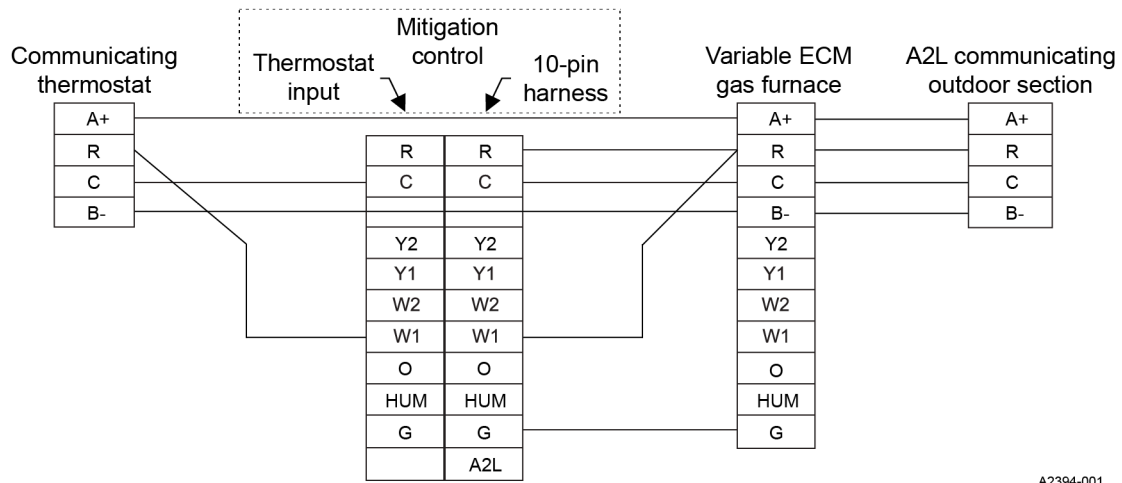 Mitigation
control
Communicating
thermostat
Thermostat
input
10-pin
harness
Variable ECM
gas furnace
A2L communicating
outdoor section
A+
R
C
B-
R
C
Y2
Y1
W2
W1
O
HUM
G
R
C
Y2
Y1
W2
W1
O
HUM
G
A2L
A+
R
C
B-
Y2
Y1
W2
W1
O
HUM
G
A+
R
C
B-
A2394-001